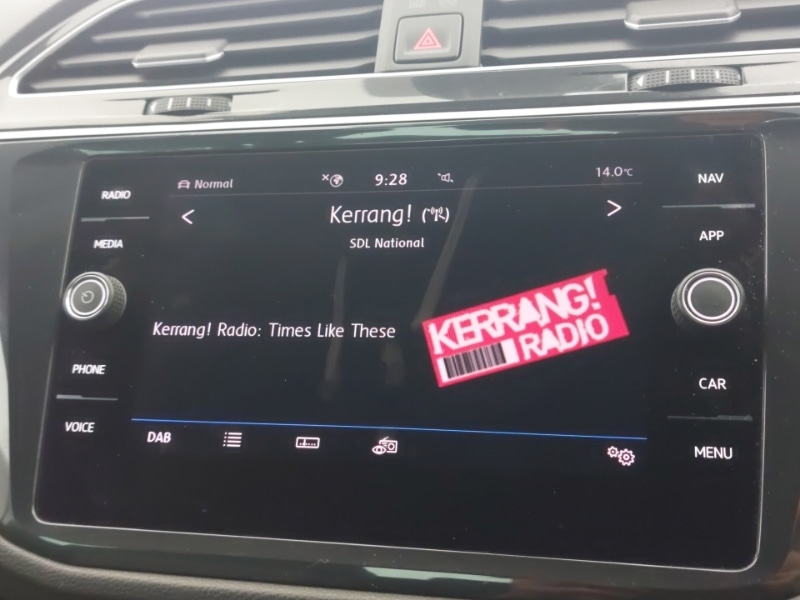 RADIO
MEDIA
PHONE
VOICE
Normal
9:28
14.0°C
< Kerrang! >
SDL National
Kerrang! Radio: Times Like These
KERRANG!
RADIO
DAB
NAV
APP
CAR
MENU